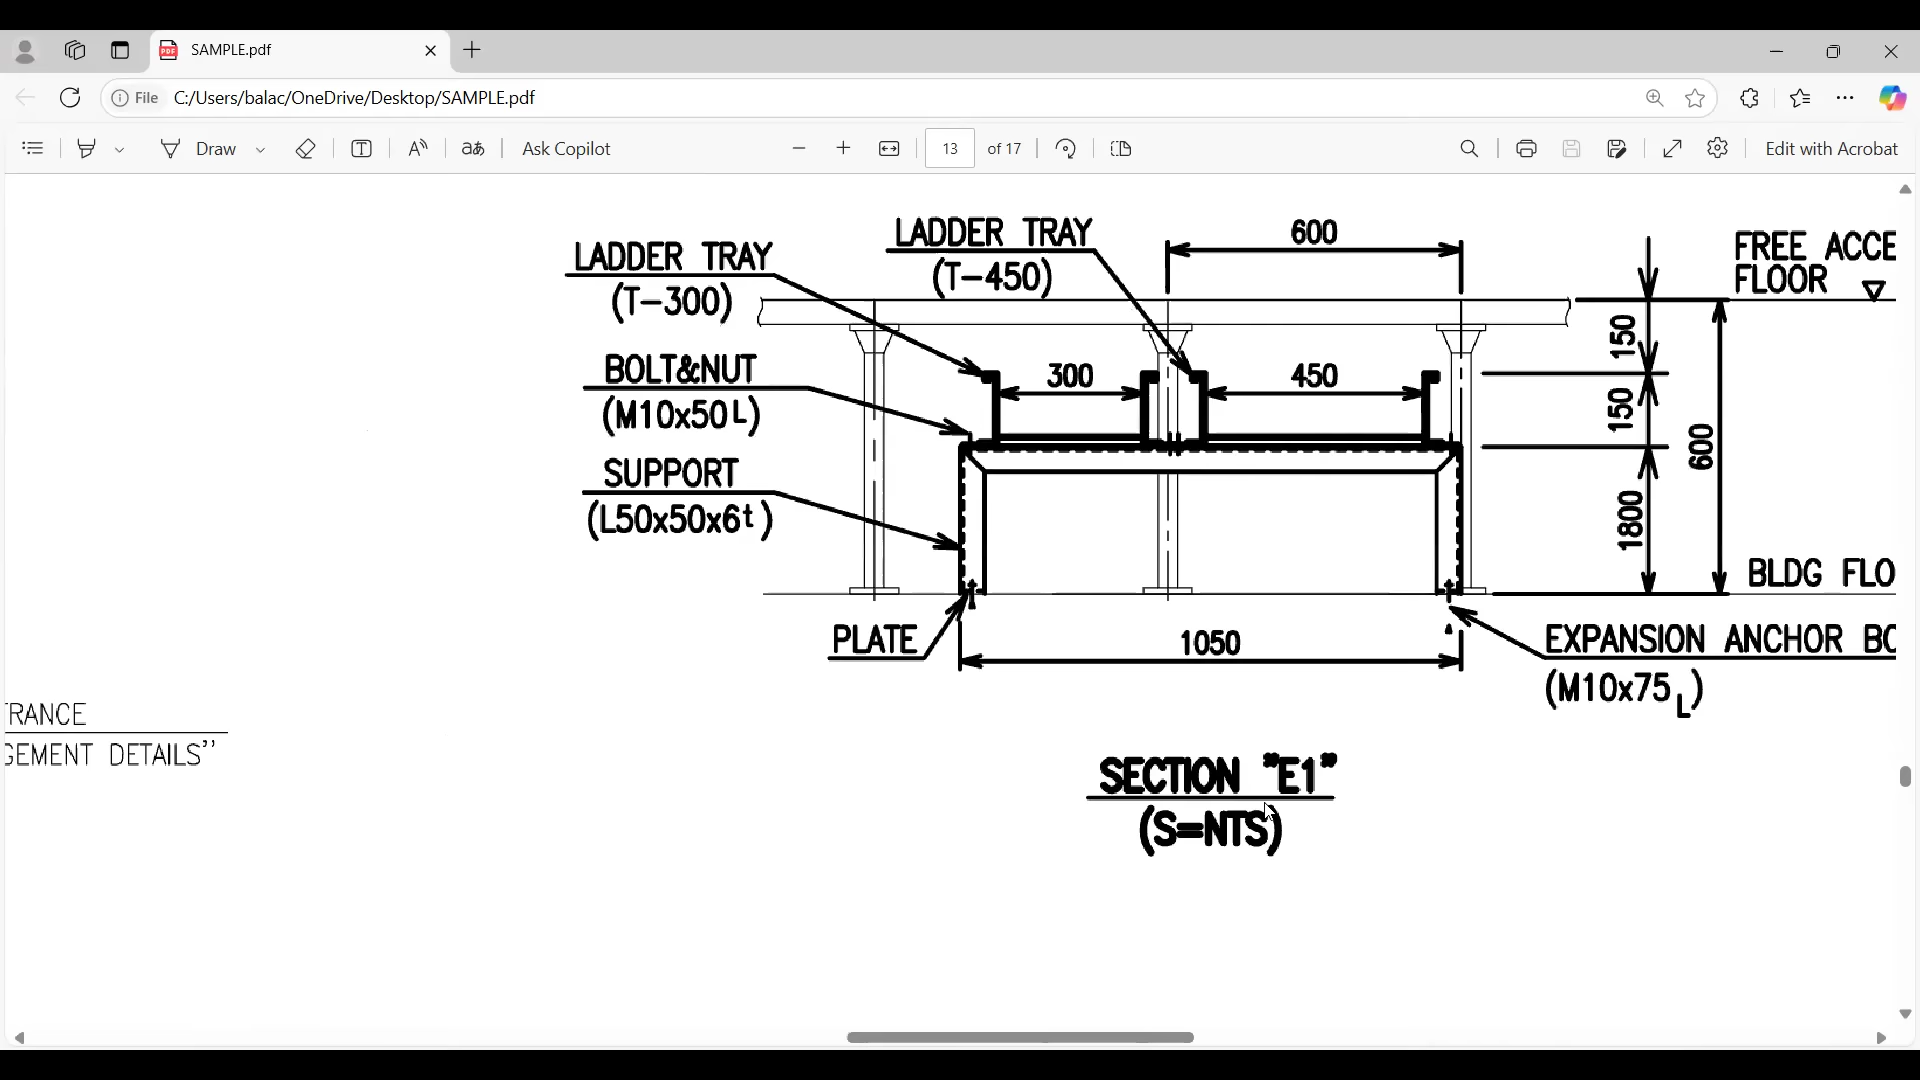 SAMPLE.pdf
File
C:/Users/balac/OneDrive/Desktop/SAMPLE.pdf
Draw
Ask Copilot
13 of 17
Edit with Acrobat
LADDER TRAY
(T-300)
LADDER TRAY
(T-450)
600
FREE ACCE
FLOOR
BOLT&NUT
(M10x50L)
300
450
150
150
600
1800
SUPPORT
(L50x50x6t)
BLDG FLO
PLATE
1050
EXPANSION ANCHOR BO
(M10x75L)
TRANCE
GEMENT DETAILS"
SECTION "E1"
(S=NTS)